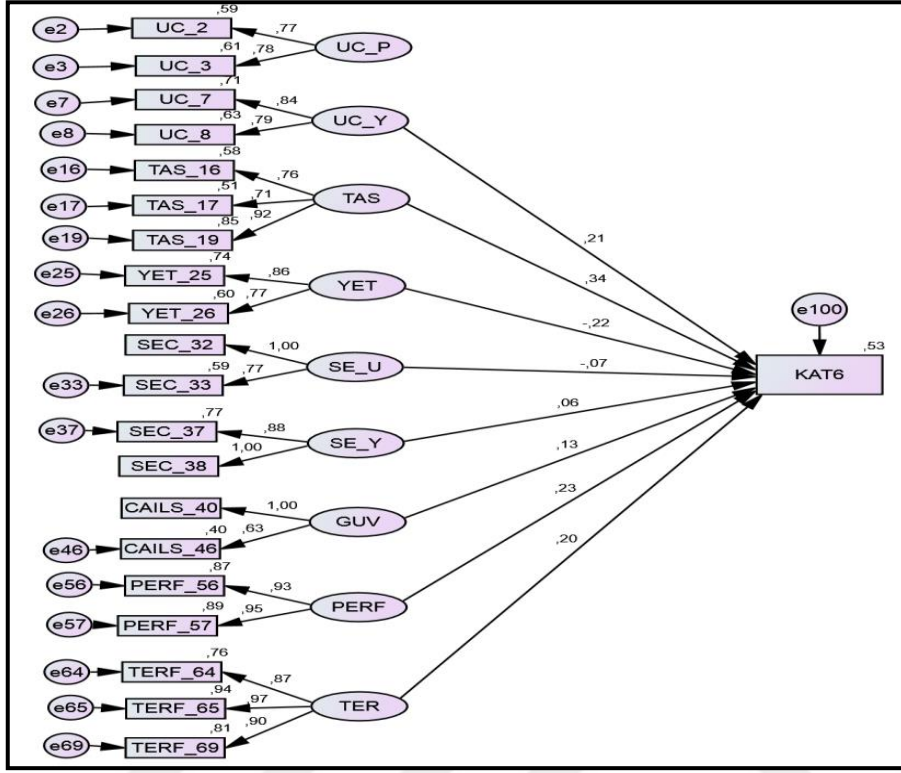 ,59
e2 UC_2 ,77
UC_P
,61 ,78
e3 UC_3
,71
e7 UC_7 ,84
,63 ,79 UC_Y
e8 UC_8
,58
e16 TAS_16 ,76
,51 ,71 TAS
e17 TAS_17
,85 ,92
e19 TAS_19
,21
,74
e25 YET_25 ,86
,34
,60 ,77 YET
e26 YET_26
-,22
e100
SEC_32 1,00
,59 ,77 SE_U -,07
,53
e33 SEC_33
KAT6
,77
e37 SEC_37 ,88
,06
1,00 SE_Y
SEC_38
,13
CAILS_40 1,00
,40 ,63 GUV
,23
e46 CAILS_46
,20
,87
e56 PERF_56 ,93
,89 ,95 PERF
e57 PERF_57
,76
e64 TERF_64 ,87
,94 ,97 TER
e65 TERF_65
,81 ,90
e69 TERF_69